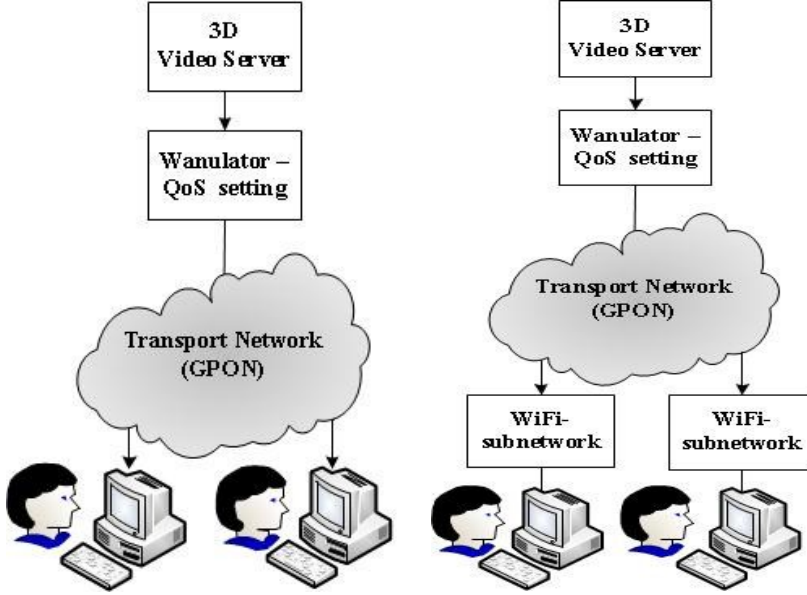 3D
Video Server
Wanulator –
QoS setting
Transport Network
(GPON)
3D
Video Server
Wanulator –
QoS setting
Transport Network
(GPON)
WiFi-
subnetwork
WiFi-
subnetwork